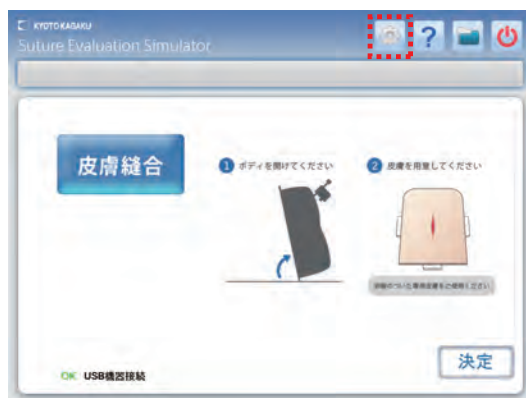 KYOTO KAGAKU
Suture Evaluation Simulator
?
皮膚縫合
1 ボディを開けてください
2 皮膚を用意してください
決定
OK USB機器接続